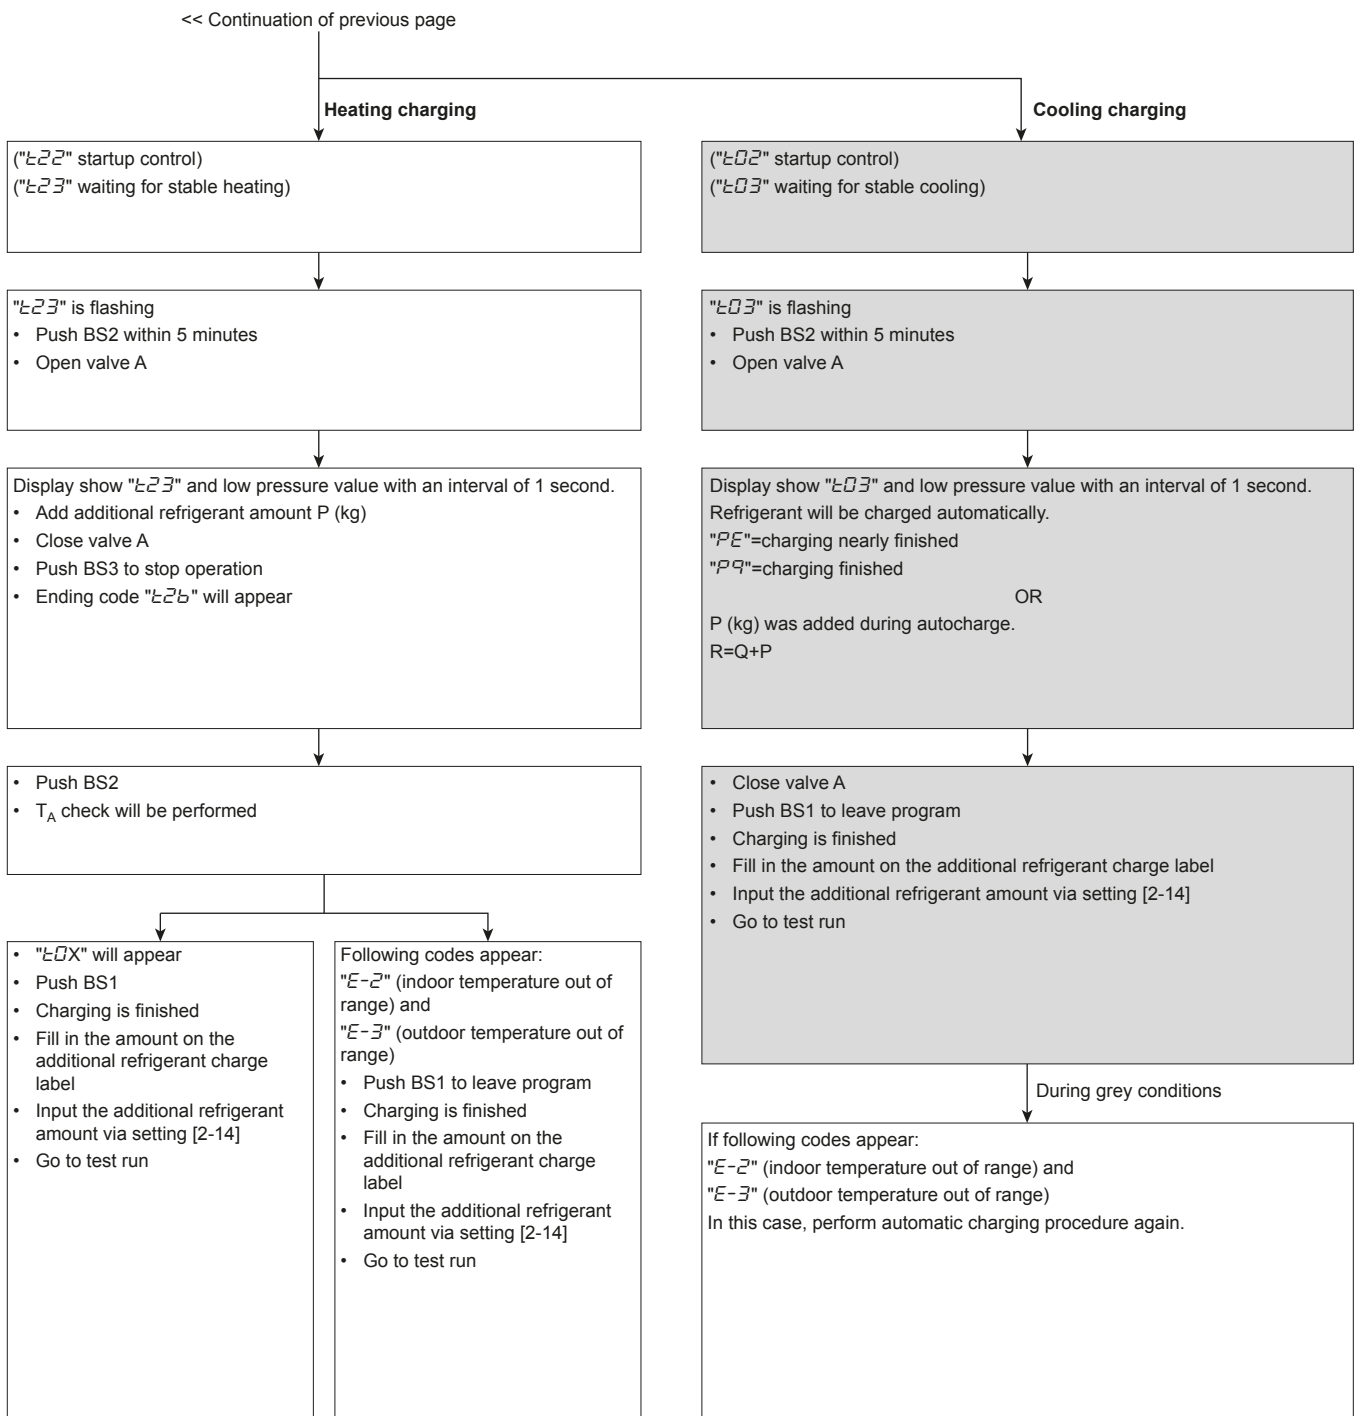 << Continuation of previous page
Heating charging
("t22" startup control)
("t23" waiting for stable heating)
"t23" is flashing
• Push BS2 within 5 minutes
• Open valve A
Display show "t23" and low pressure value with an interval of 1 second.
• Add additional refrigerant amount P (kg)
• Close valve A
• Push BS3 to stop operation
• Ending code "t2b" will appear
• Push BS2
• TA check will be performed
• "t0X" will appear
• Push BS1
• Charging is finished
• Fill in the amount on the
additional refrigerant charge
label
• Input the additional refrigerant
amount via setting [2-14]
• Go to test run
Following codes appear:
"E-2" (indoor temperature out of
range) and
"E-3" (outdoor temperature out of
range)
• Push BS1 to leave program
• Charging is finished
• Fill in the amount on the
additional refrigerant charge
label
• Input the additional refrigerant
amount via setting [2-14]
• Go to test run
Cooling charging
("t02" startup control)
("t03" waiting for stable cooling)
"t03" is flashing
• Push BS2 within 5 minutes
• Open valve A
Display show "t03" and low pressure value with an interval of 1 second.
Refrigerant will be charged automatically.
"PE"=charging nearly finished
"P9"=charging finished
OR
P (kg) was added during autocharge.
R=Q+P
• Close valve A
• Push BS1 to leave program
• Charging is finished
• Fill in the amount on the additional refrigerant charge label
• Input the additional refrigerant amount via setting [2-14]
• Go to test run
During grey conditions
If following codes appear:
"E-2" (indoor temperature out of range) and
"E-3" (outdoor temperature out of range)
In this case, perform automatic charging procedure again.